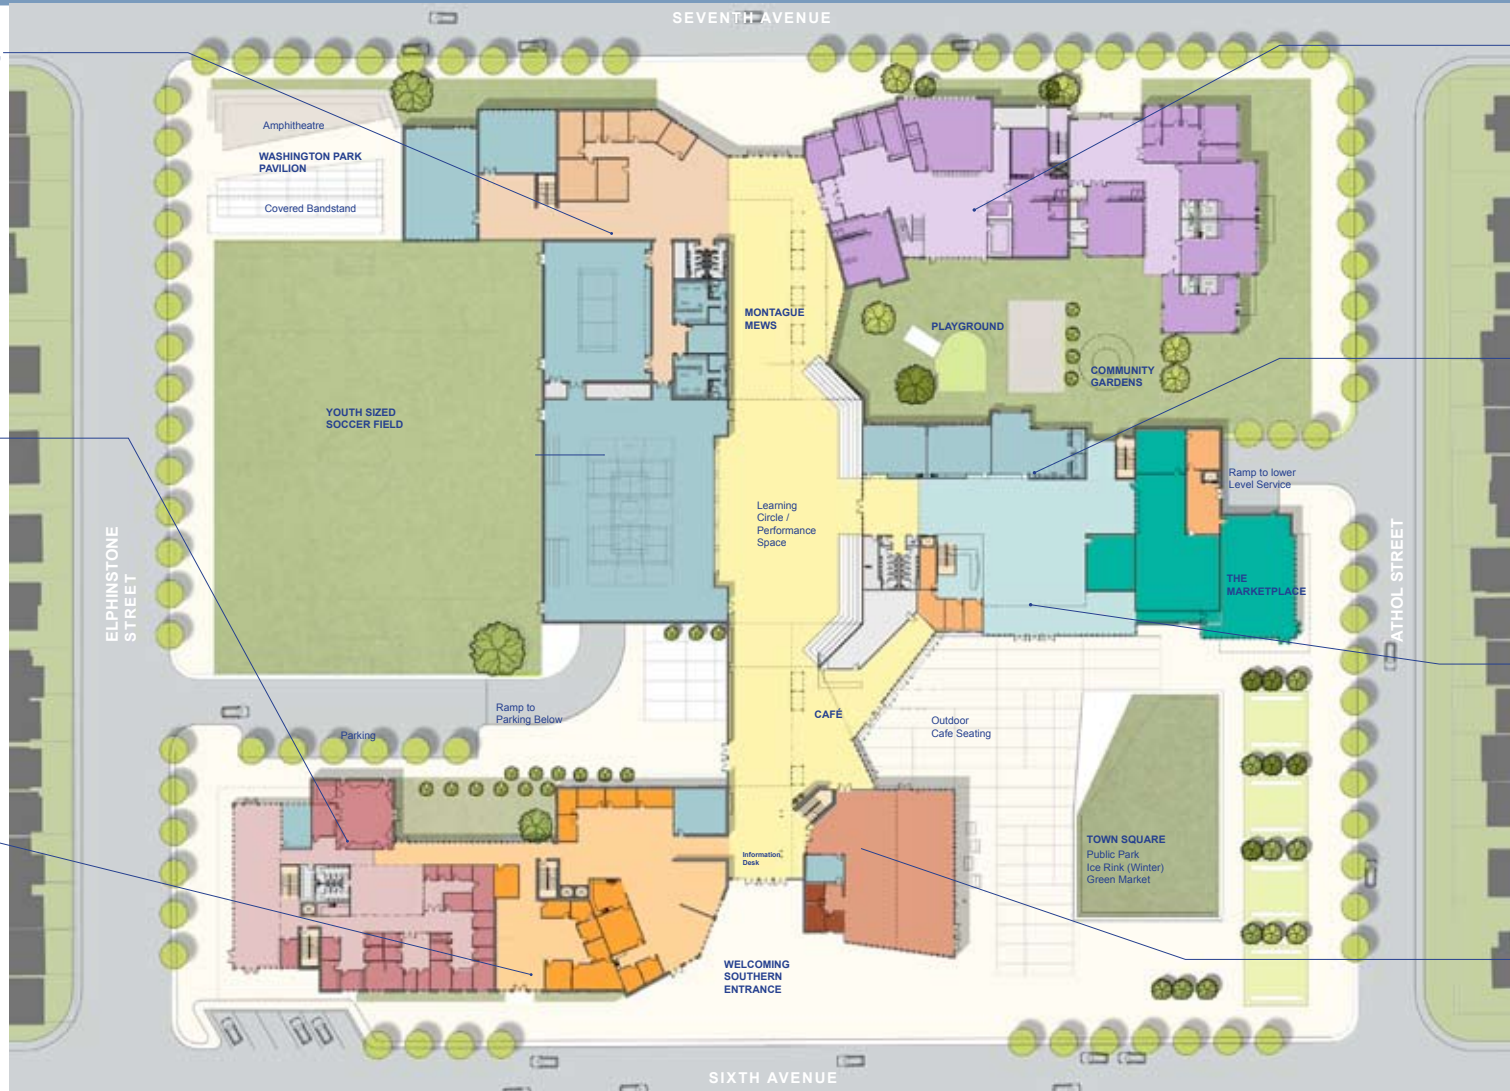 SEVENTH AVENUE
Amphitheatre
WASHINGTON PARK
PAVILION
Covered Bandstand
MONTAGUE
MEWS
PLAYGROUND
COMMUNITY
GARDENS
YOUTH SIZED
SOCCER FIELD
Ramp to lower
Level Service
Learning
Circle /
Performance
Space
ELPHINSTONE
STREET
ATHOL STREET
THE
MARKETPLACE
Ramp to
Parking Below
Parking
CAFÉ
Outdoor
Cafe Seating
TOWN SQUARE
Public Park
Ice Rink (Winter)
Green Market
Information
Desk
WELCOMING
SOUTHERN
ENTRANCE
SIXTH AVENUE